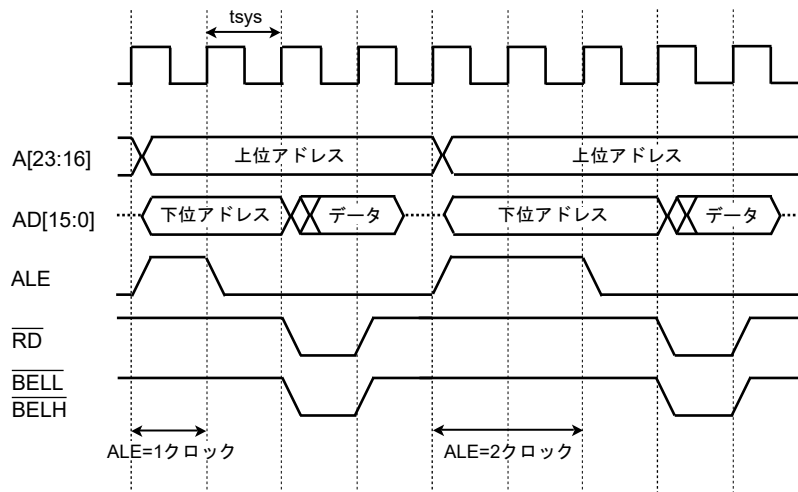 tsys
A[23:16]
上位アドレス
上位アドレス
AD[15:0]
下位アドレス
データ
下位アドレス
データ
ALE
RD
BELL
BELH
ALE=1クロック
ALE=2クロック